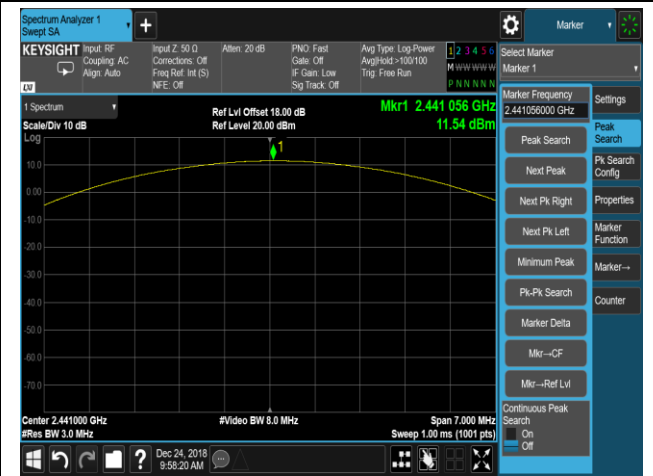 Spectrum Analyzer 1
Swept SA
+
Marker
KEYSIGHT
Input: RF
Coupling: AC
Align: Auto
Input Z: 50 Ω
Corrections: Off
Freq Ref: Int (S)
NFE: Off
Atten: 20 dB
PNO: Fast
Gate: Off
IF Gain: Low
Sig Track: Off
Avg Type: Log-Power
Avg|Hold:>100/100
Trig: Free Run
1 2 3 4 5 6
M W W W W W
P N N N N N
LXI
Select Marker
Marker 1
1 Spectrum
Scale/Div 10 dB
Ref Lvl Offset 18.00 dB
Ref Level 20.00 dBm
Mkr1 2.441 056 GHz
11.54 dBm
Log
1
10.0
0.00
-10.0
-20.0
-30.0
-40.0
-50.0
-60.0
-70.0
Center 2.441000 GHz
#Res BW 3.0 MHz
#Video BW 8.0 MHz
Span 7.000 MHz
Sweep 1.00 ms (1001 pts)
Marker Frequency
2.441056000 GHz
Peak Search
Next Peak
Next Pk Right
Next Pk Left
Minimum Peak
Pk-Pk Search
Marker Delta
Mkr→CF
Mkr→Ref Lvl
Continuous Peak
Search
On
Off
Settings
Peak
Search
Pk Search
Config
Properties
Marker
Function
Marker→
Counter
?
Dec 24, 2018
9:58:20 AM